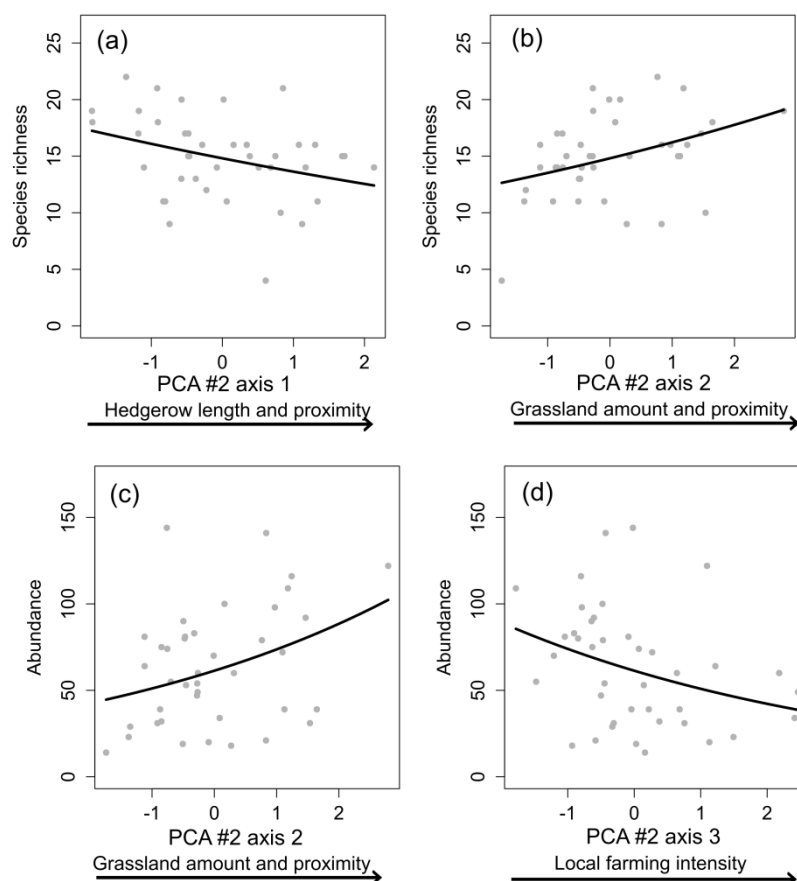 (a)
Species richness
25
20
15
10
5
0
-1 0 1 2
PCA #2 axis 1
Hedgerow length and proximity
(b)
Species richness
25
20
15
10
5
0
-1 0 1 2
PCA #2 axis 2
Grassland amount and proximity
(c)
Abundance
150
100
50
0
-1 0 1 2
PCA #2 axis 2
Grassland amount and proximity
(d)
Abundance
150
100
50
0
-1 0 1 2
PCA #2 axis 3
Local farming intensity